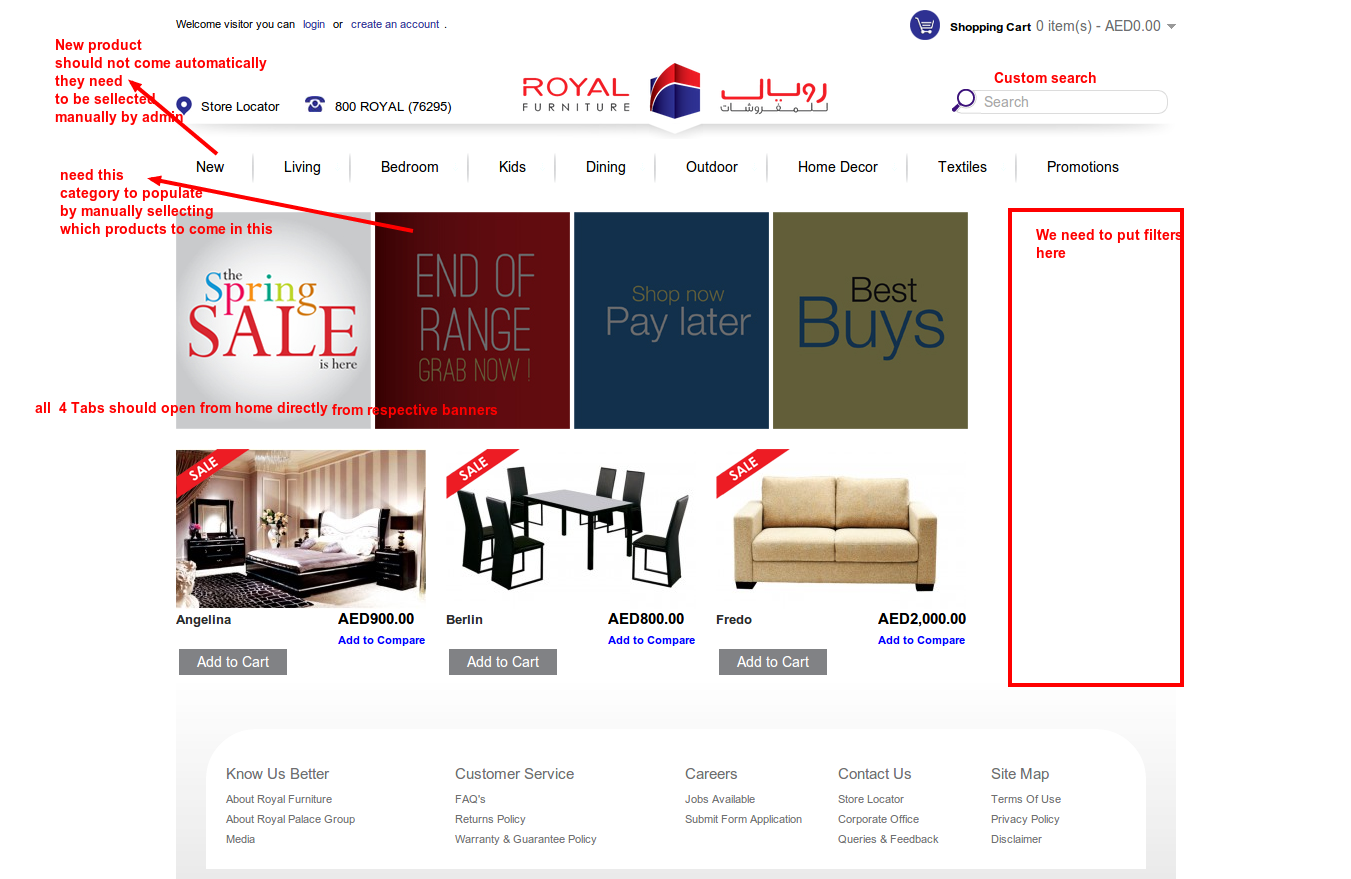 Welcome visitor you can login or create an account .
Shopping Cart 0 item(s) - AED0.00
New product
should not come automatically
they need
to be selected
manually by admin
Custom search
Search
Store Locator
800 ROYAL (76295)
ROYAL
FURNITURE
رويال
للمفروشات
New
Living
Bedroom
Kids
Dining
Outdoor
Home Decor
Textiles
Promotions
need this
category to populate
by manually sellecting
which products to come in this
We need to put filters
here
the
Spring
SALE
is here
END OF
RANGE
GRAB NOW !
Shop now
Pay later
Best
Buys
all 4 Tabs should open from home directly from respective banners
SALE
SALE
SALE
Angelina
AED900.00
Add to Compare
Add to Cart
Berlin
AED800.00
Add to Compare
Add to Cart
Fredo
AED2,000.00
Add to Compare
Add to Cart
Know Us Better
About Royal Furniture
About Royal Palace Group
Media
Customer Service
FAQ's
Returns Policy
Warranty & Guarantee Policy
Careers
Jobs Available
Submit Form Application
Contact Us
Store Locator
Corporate Office
Queries & Feedback
Site Map
Terms Of Use
Privacy Policy
Disclaimer